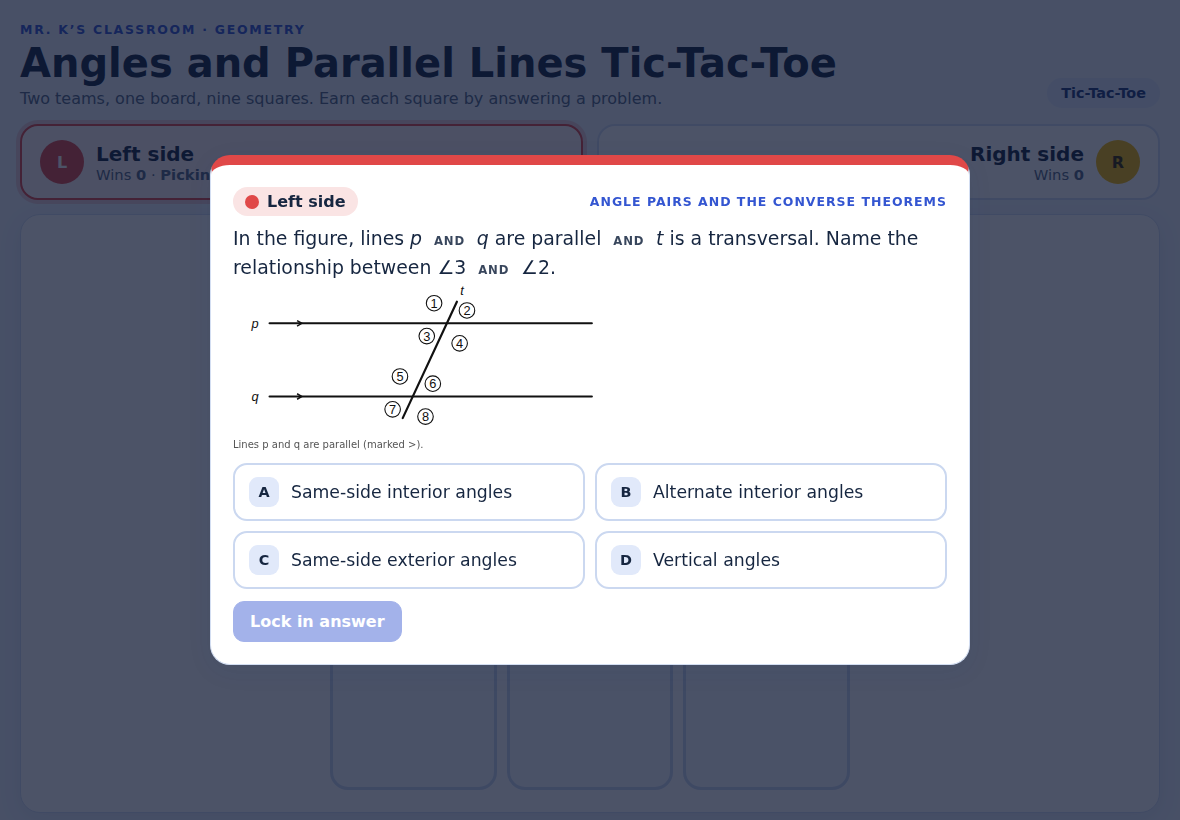 MR. K'S CLASSROOM · GEOMETRY
Angles and Parallel Lines Tic-Tac-Toe
Two teams, one board, nine squares. Earn each square by answering a problem.
Tic-Tac-Toe
L
Left side
Wins 0 · Pickin
Right side
Wins 0
R
Left side
ANGLE PAIRS AND THE CONVERSE THEOREMS
In the figure, lines p AND q are parallel AND t is a transversal. Name the
relationship between ∠3 AND ∠2.
t
1
2
p
3
4
5
6
q
7
8
Lines p and q are parallel (marked >).
A Same-side interior angles
B Alternate interior angles
C Same-side exterior angles
D Vertical angles
Lock in answer